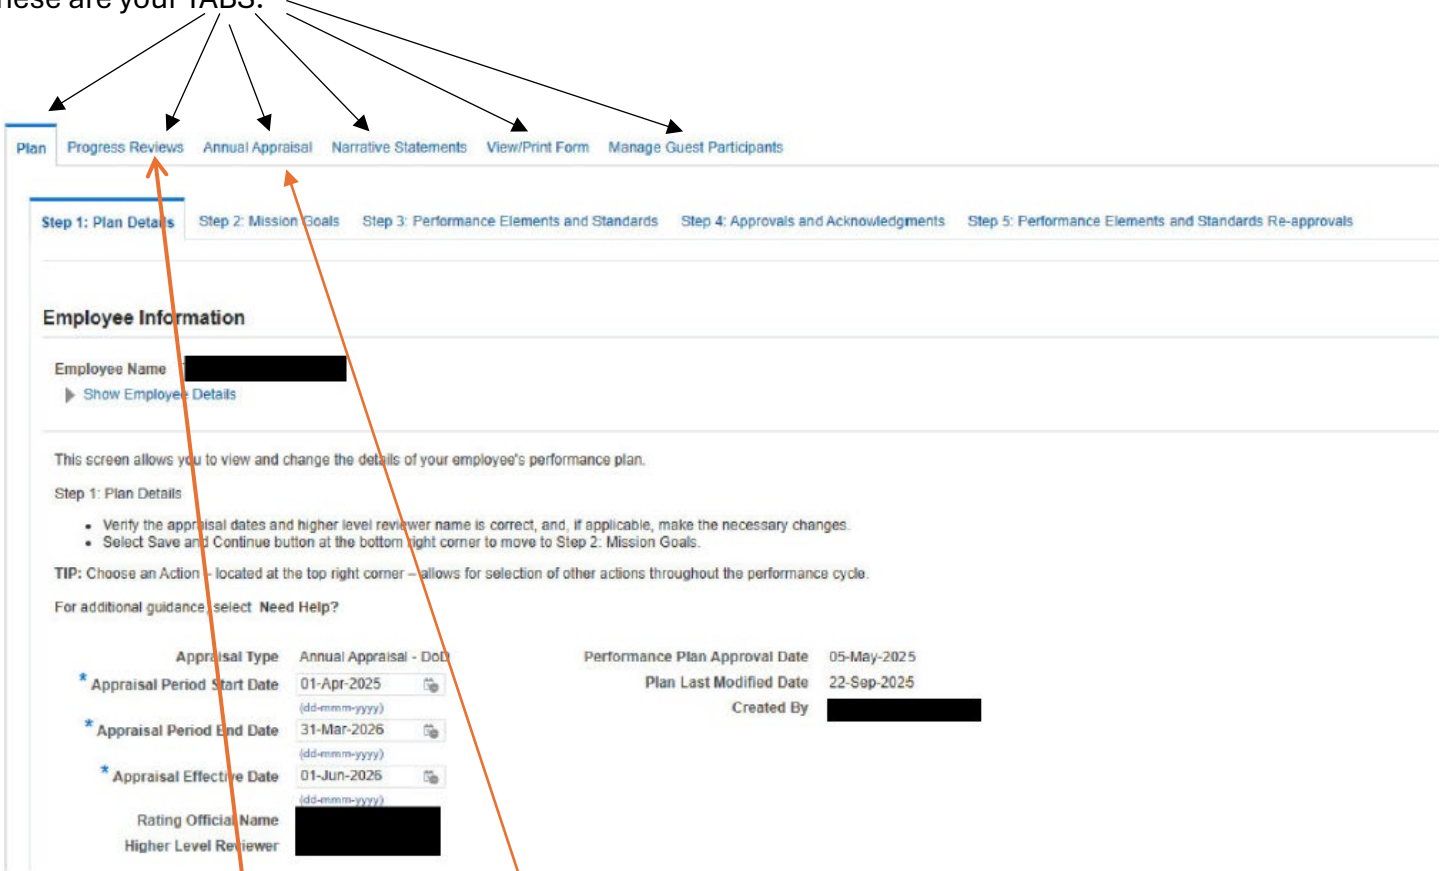 hese are your TABS.
Plan Progress Reviews Annual Appraisal Narrative Statements View/Print Form Manage Guest Participants
Step 1: Plan Details Step 2: Mission Goals Step 3: Performance Elements and Standards Step 4: Approvals and Acknowledgments Step 5: Performance Elements and Standards Re-approvals
Employee Information
Employee Name
Show Employee Details
This screen allows you to view and change the details of your employee's performance plan.
Step 1: Plan Details
• Verify the appraisal dates and higher level reviewer name is correct, and, if applicable, make the necessary changes.
• Select Save and Continue button at the bottom right corner to move to Step 2: Mission Goals.
TIP: Choose an Action – located at the top right corner – allows for selection of other actions throughout the performance cycle.
For additional guidance, select Need Help?
Appraisal Type Annual Appraisal - DoD Performance Plan Approval Date 05-May-2025
* Appraisal Period Start Date 01-Apr-2025 Plan Last Modified Date 22-Sep-2025
(dd-mmm-yyyy) Created By
* Appraisal Period End Date 31-Mar-2026
(dd-mmm-yyyy)
* Appraisal Effective Date 01-Jun-2026
(dd-mmm-yyyy)
Rating Official Name
Higher Level Reviewer